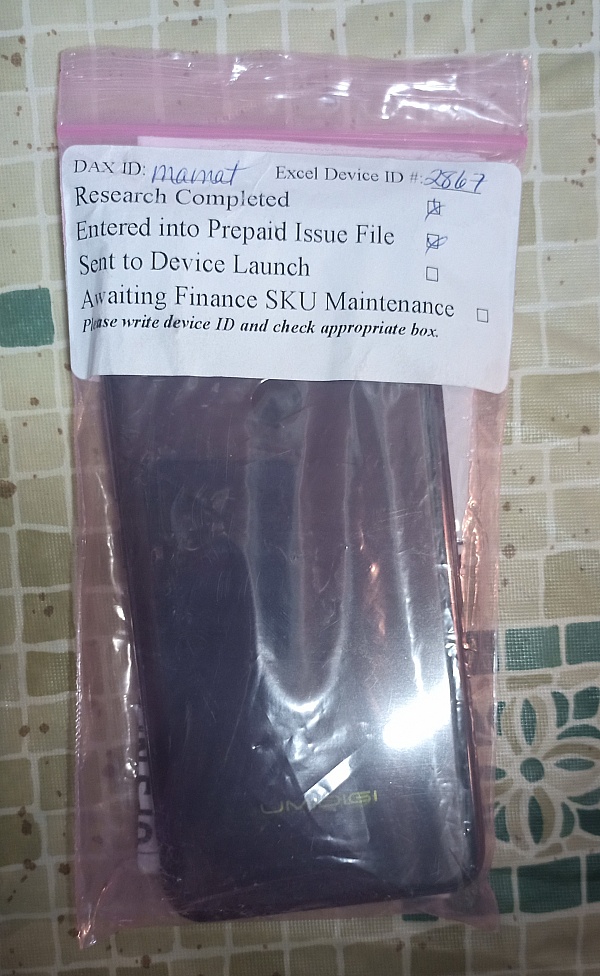 DAX ID: mamat Excel Device ID #: 2867
Research Completed
Entered into Prepaid Issue File
Sent to Device Launch
Awaiting Finance SKU Maintenance
Please write device ID and check appropriate box.
UMIDIGI